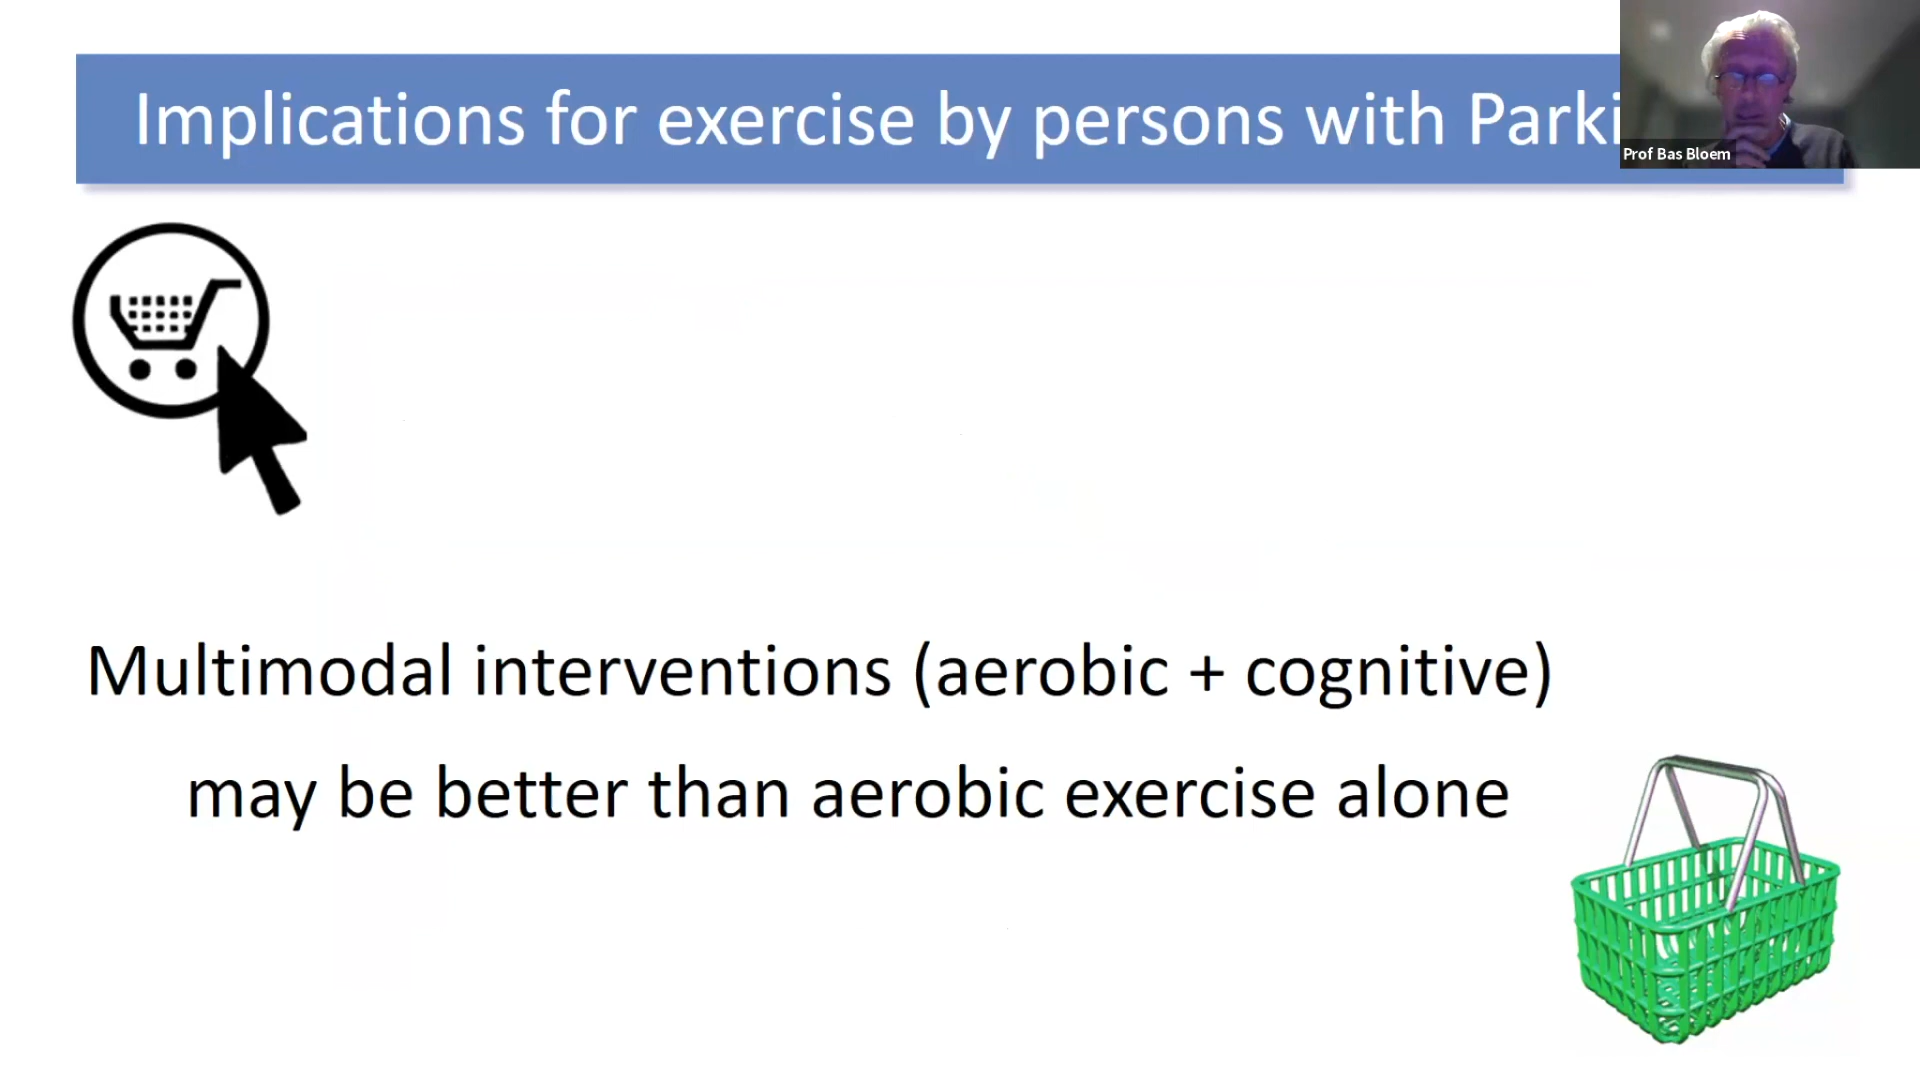 Implications for exercise by persons with Parki
Prof Bas Bloem
Multimodal interventions (aerobic + cognitive)
may be better than aerobic exercise alone